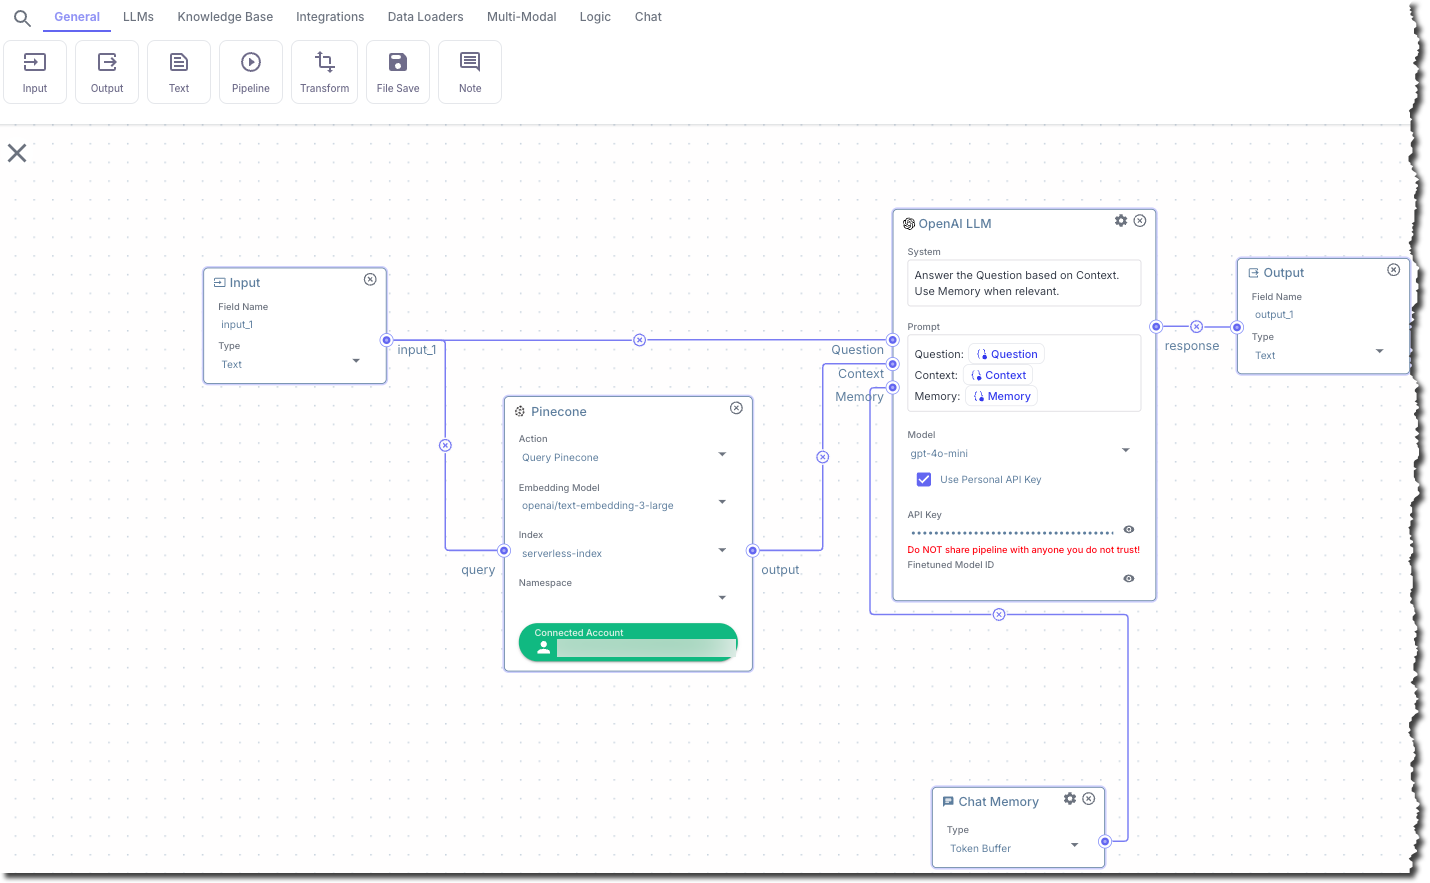 General LLMs Knowledge Base Integrations Data Loaders Multi-Modal Logic Chat
Input Output Text Pipeline Transform File Save Note
Input
Field Name
input_1
Type
Text
input_1
Pinecone
Action
Query Pinecone
Embedding Model
openai/text-embedding-3-large
Index
serverless-index
Namespace
Connected Account
query
output
OpenAI LLM
System
Answer the Question based on Context.
Use Memory when relevant.
Prompt
Question: Question
Context: Context
Memory: Memory
Model
gpt-4o-mini
Use Personal API Key
API Key
Do NOT share pipeline with anyone you do not trust!
Finetuned Model ID
Question
Context
Memory
response
Output
Field Name
output_1
Type
Text
Chat Memory
Type
Token Buffer